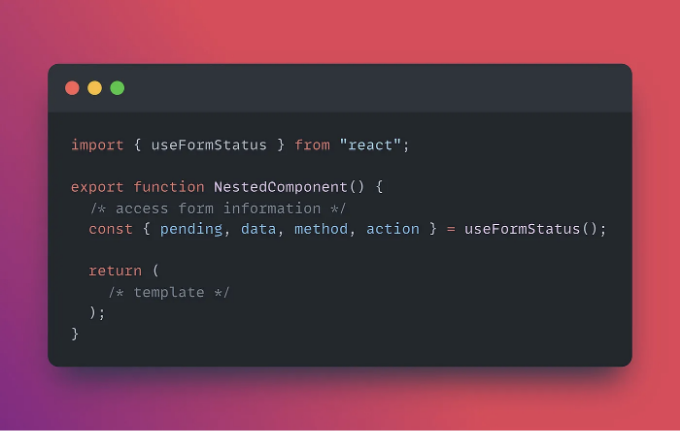 import { useFormStatus } from "react";
export function NestedComponent() {
/* access form information */
const { pending, data, method, action } = useFormStatus();
return (
/* template */
);
}